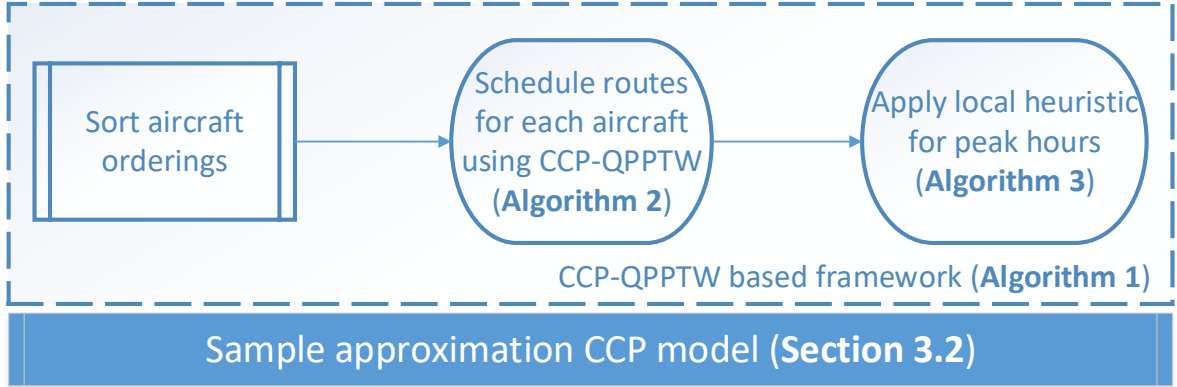 Sort aircraft
orderings
Schedule routes
for each aircraft
using CCP-QPPTW
(Algorithm 2)
Apply local heuristic
for peak hours
(Algorithm 3)
CCP-QPPTW based framework (Algorithm 1)
Sample approximation CCP model (Section 3.2)